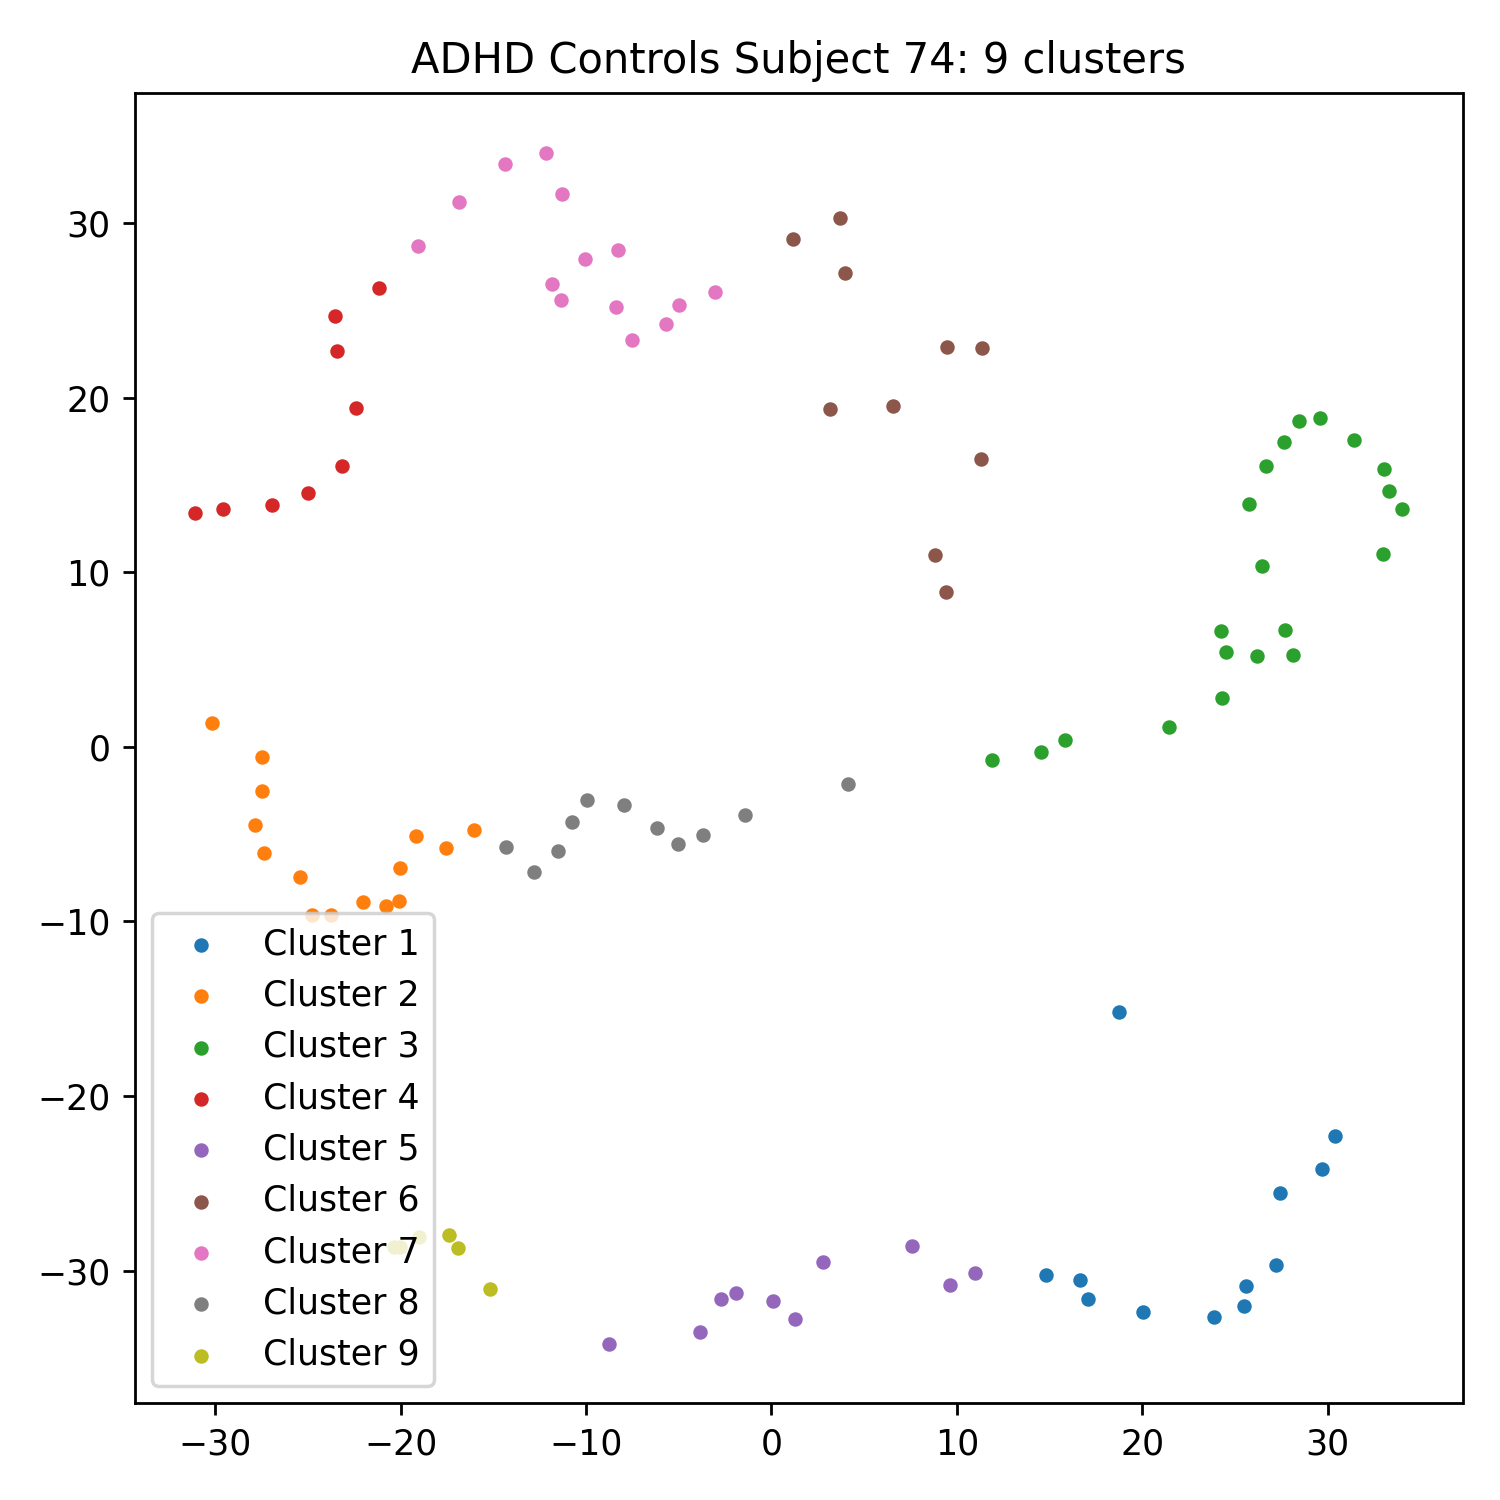 ADHD Controls Subject 74: 9 clusters
30
20
10
0
−10
−20
−30
Cluster 1
Cluster 2
Cluster 3
Cluster 4
Cluster 5
Cluster 6
Cluster 7
Cluster 8
Cluster 9
−30 −20 −10 0 10 20 30